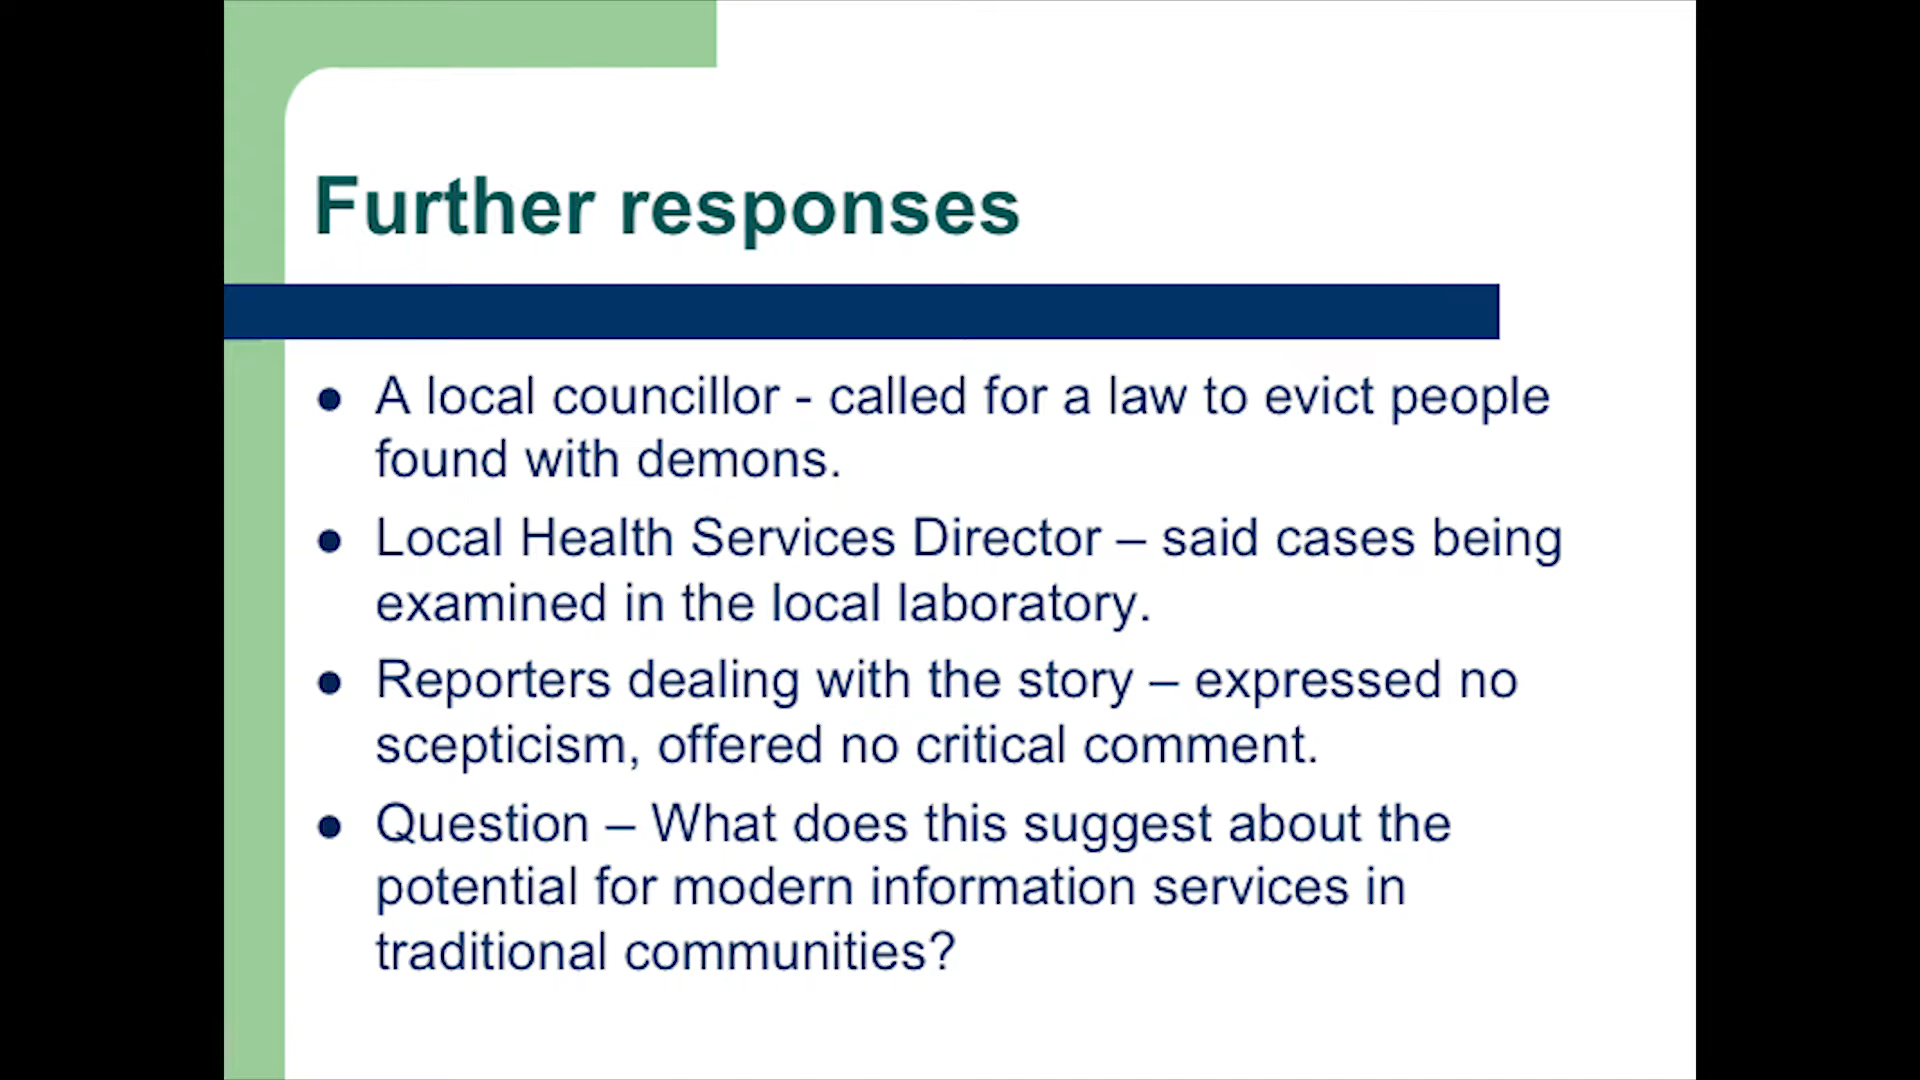 Further responses
● A local councillor - called for a law to evict people
found with demons.
● Local Health Services Director – said cases being
examined in the local laboratory.
● Reporters dealing with the story – expressed no
scepticism, offered no critical comment.
● Question – What does this suggest about the
potential for modern information services in
traditional communities?